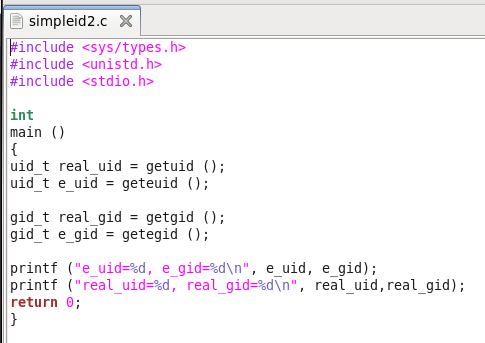 simpleid2.c
#include <sys/types.h>
#include <unistd.h>
#include <stdio.h>
int
main ()
{
uid_t real_uid = getuid ();
uid_t e_uid = geteuid ();
gid_t real_gid = getgid ();
gid_t e_gid = getegid ();
printf ("e_uid=%d, e_gid=%d\n", e_uid, e_gid);
printf ("real_uid=%d, real_gid=%d\n", real_uid,real_gid);
return 0;
}